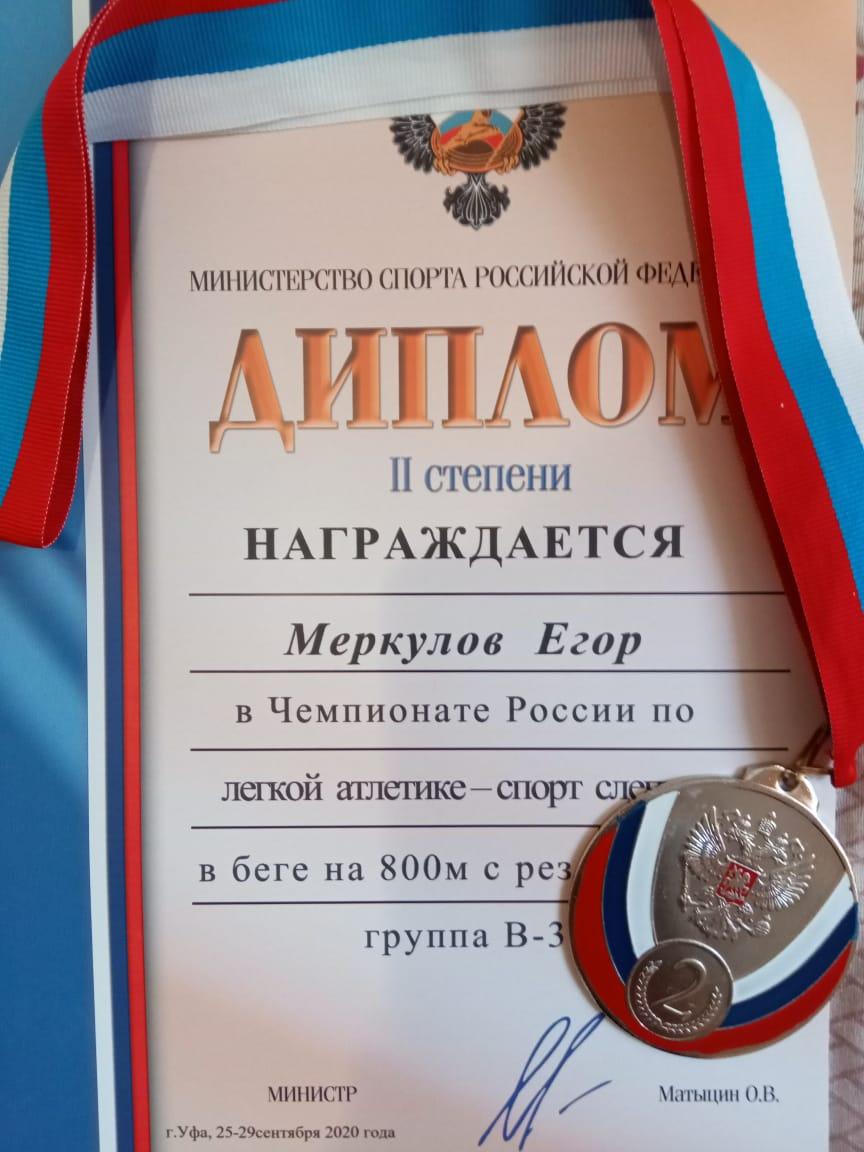 МИНИСТЕРСТВО СПОРТА РОССИЙСКОЙ ФЕДЕ
ДИПЛОМ
II степени
НАГРАЖДАЕТСЯ
Меркулов Егор
в Чемпионате России по
легкой атлетике – спорт сле
в беге на 800м с рез
группа В-3
2
МИНИСТР
Матыцин О.В.
г.Уфа, 25-29сентября 2020 года